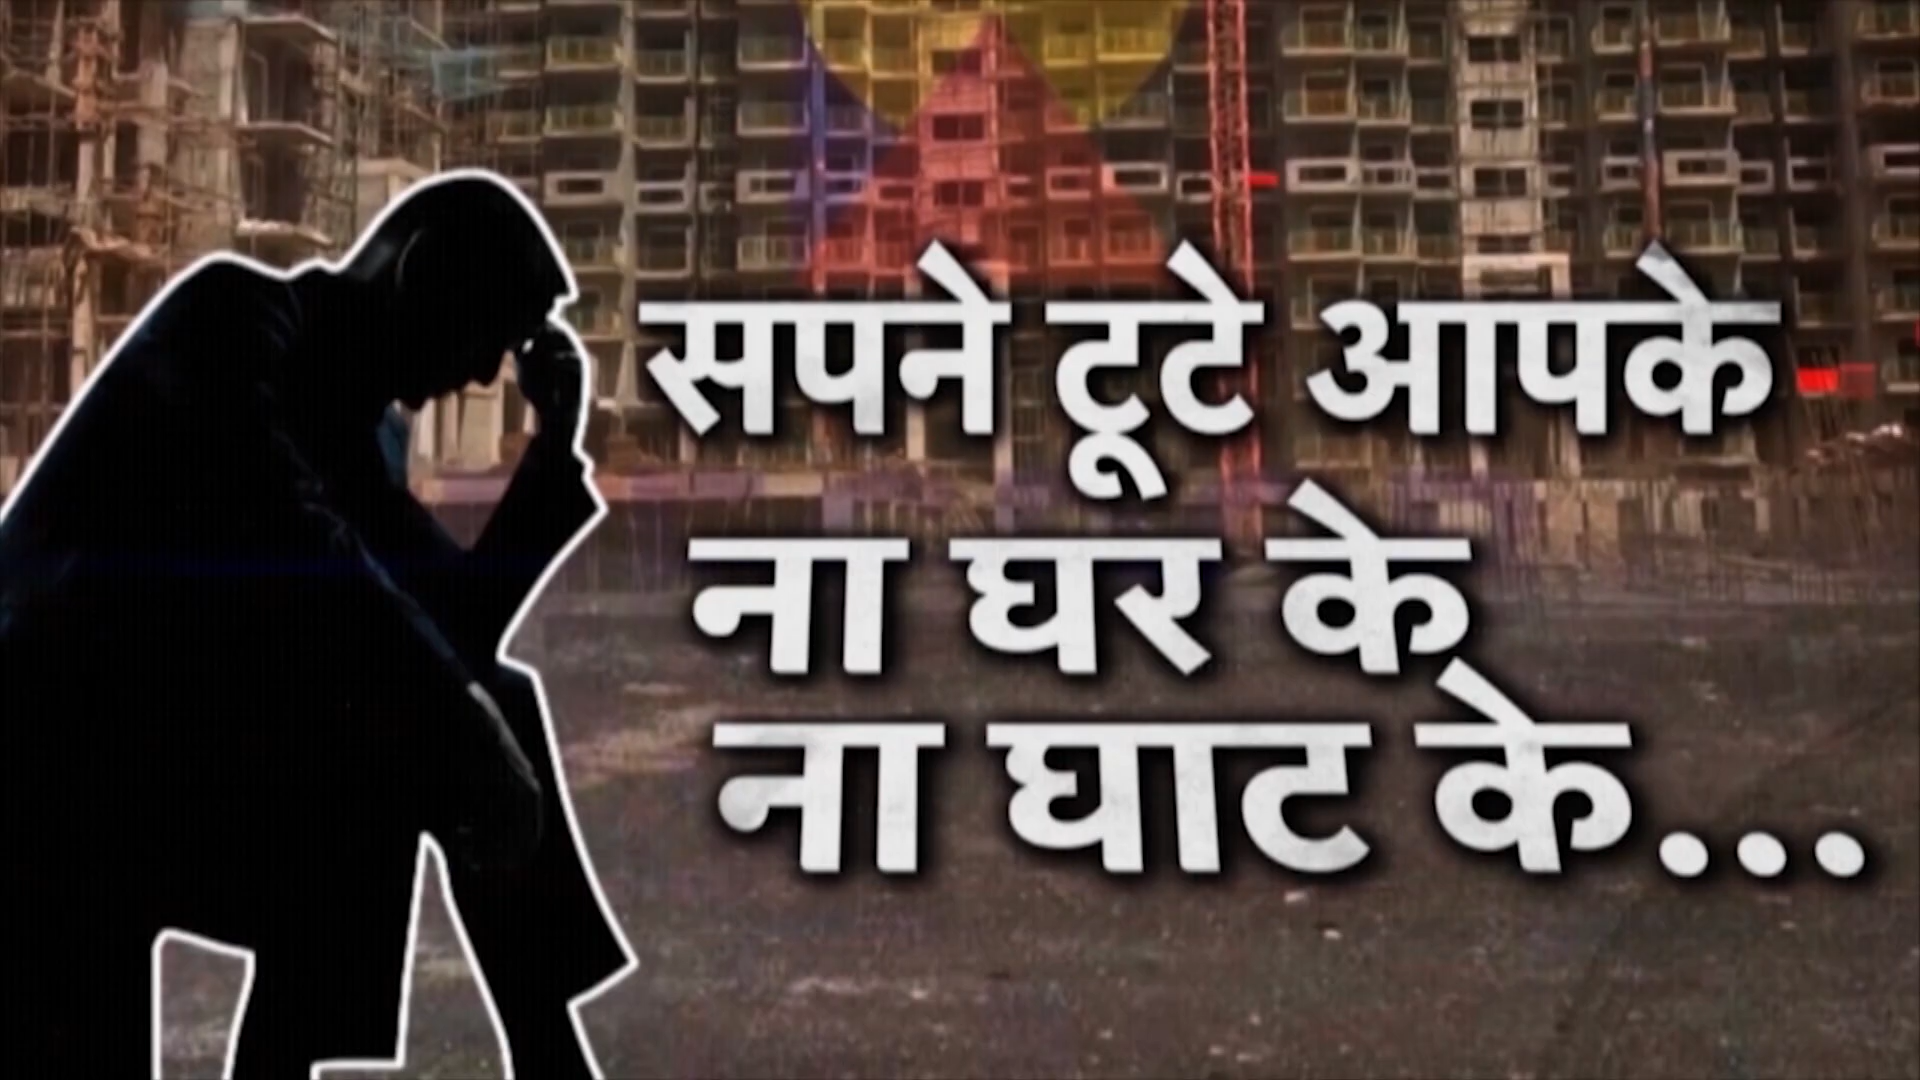 सपने टूटे आपके
ना घर के
ना घाट के...